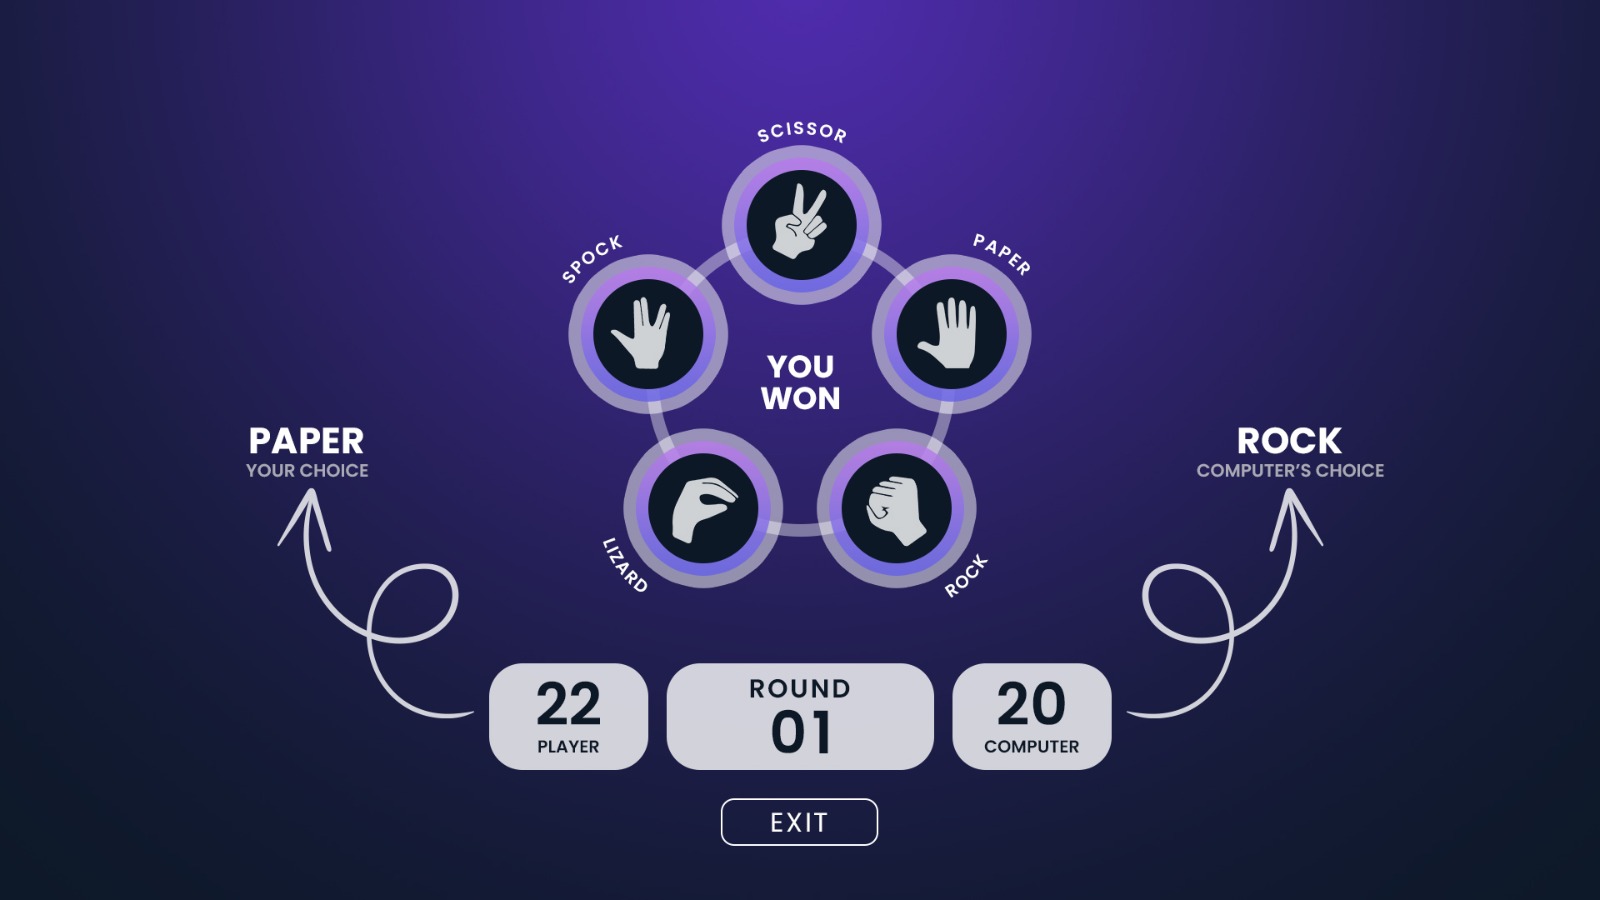 SCISSOR
SPOCK
PAPER
YOU
WON
PAPER
YOUR CHOICE
ROCK
COMPUTER’S CHOICE
LIZARD
ROCK
22
PLAYER
ROUND
01
20
COMPUTER
EXIT